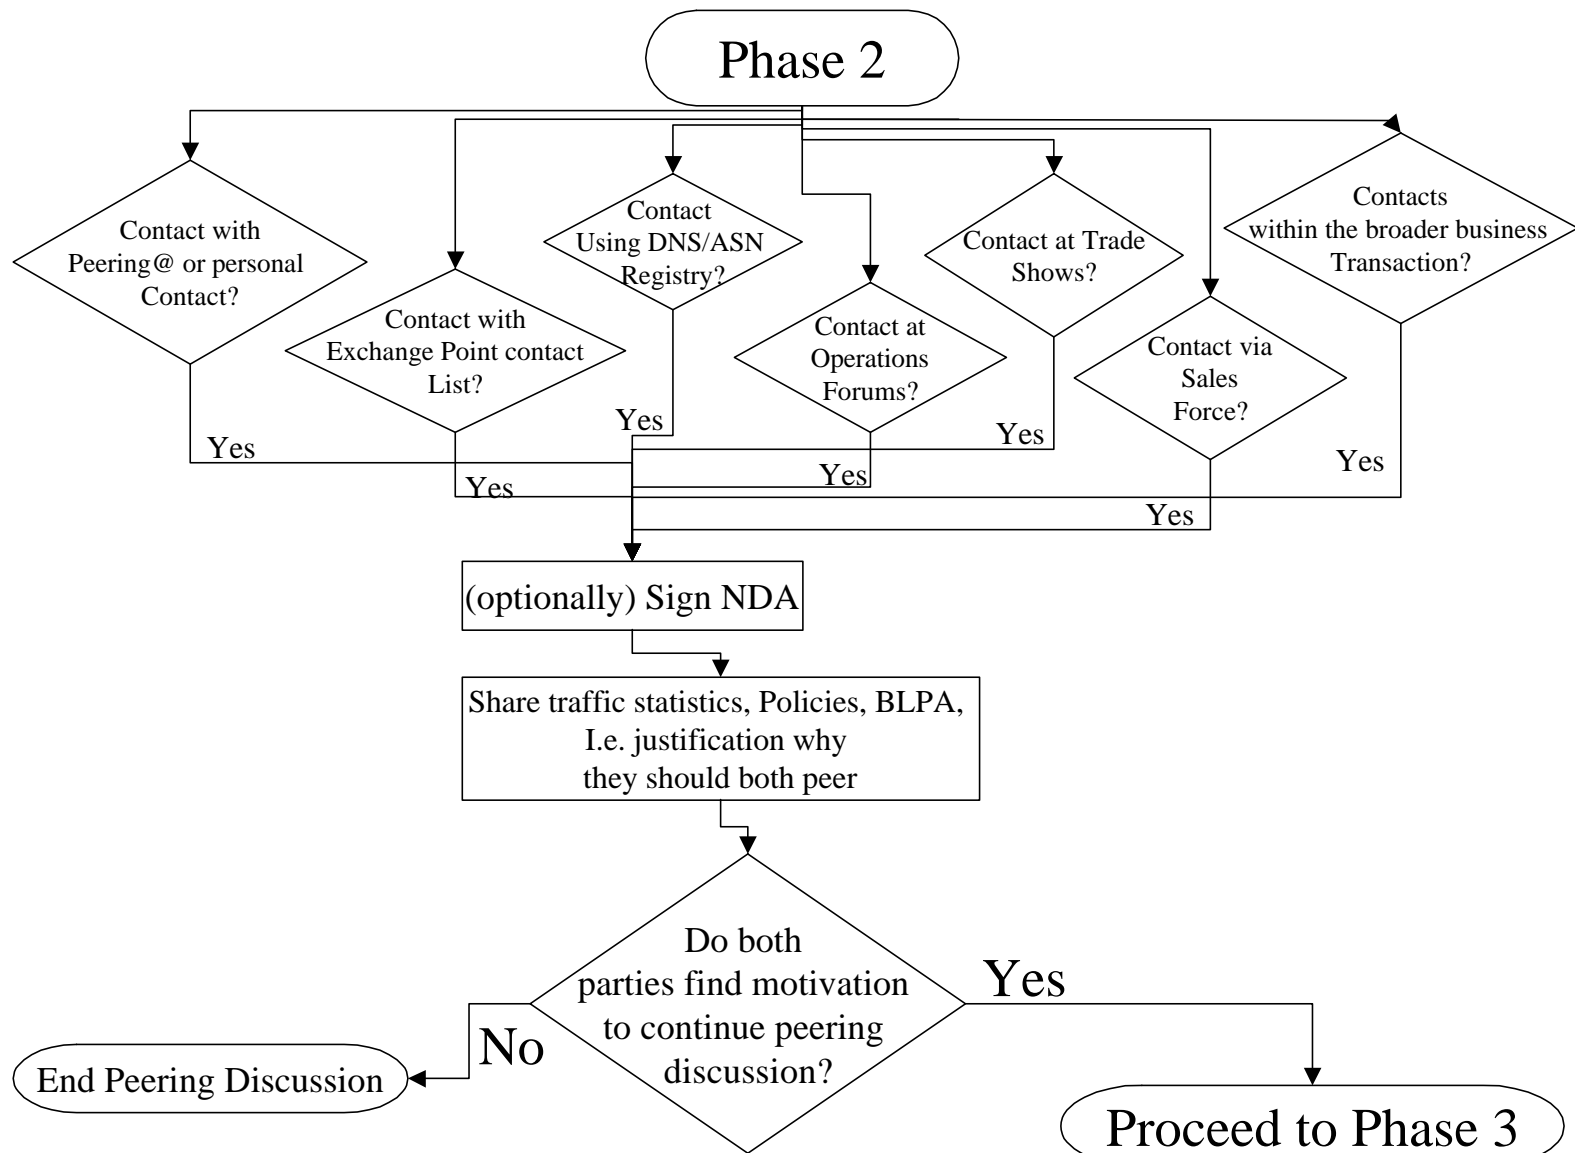 Phase 2
Contact with
Peering@ or personal
Contact?
Contact with
Exchange Point contact
List?
Contact
Using DNS/ASN
Registry?
Contact at
Operations
Forums?
Contact at Trade
Shows?
Contact via
Sales
Force?
Contacts
within the broader business
Transaction?
Yes
Yes
Yes
Yes
Yes
Yes
Yes
(optionally) Sign NDA
Share traffic statistics, Policies, BLPA,
I.e. justification why
they should both peer
Do both
parties find motivation
to continue peering
discussion?
Yes
No
End Peering Discussion
Proceed to Phase 3